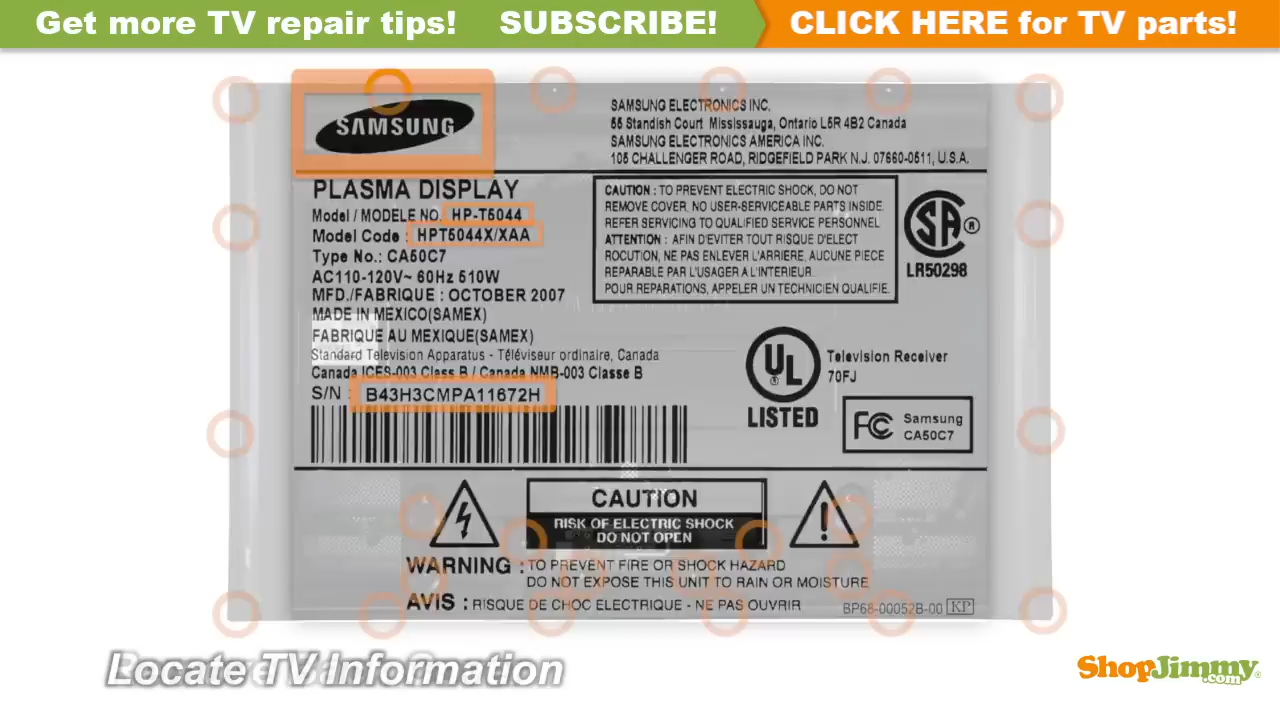 Get more TV repair tips! SUBSCRIBE! CLICK HERE for TV parts!
SAMSUNG
SAMSUNG ELECTRONICS INC.
55 Standish Court Mississauga, Ontario L5R 4B2 Canada
SAMSUNG ELECTRONICS AMERICA INC.
105 CHALLENGER ROAD, RIDGEFIELD PARK N.J. 07660-0511, U.S.A.
PLASMA DISPLAY
Model / MODELE NO. HP-T5044
Model Code : HPT5044X/XAA
Type No.: CA50C7
AC110-120V~ 60Hz 510W
MFD./FABRIQUE : OCTOBER 2007
MADE IN MEXICO(SAMEX)
FABRIQUE AU MEXIQUE(SAMEX)
Standard Television Apparatus - Téléviseur ordinaire, Canada
Canada ICES-003 Class B / Canada NMB-003 Classe B
S/N : B43H3CMPA11672H
CAUTION : TO PREVENT ELECTRIC SHOCK, DO NOT
REMOVE COVER, NO USER-SERVICEABLE PARTS INSIDE.
REFER SERVICING TO QUALIFIED SERVICE PERSONNEL
ATTENTION : AFIN D'EVITER TOUT RISQUE D'ELECT
ROCUTION, NE PAS ENLEVER L'ARRIERE, AUCUNE PIECE
REPARABLE PAR L'USAGER A L'INTERIEUR.
POUR REPARATIONS, APPELER UN TECHNICIEN QUALIFIE.
SA ®
LR50298
UL ®
LISTED
Television Receiver
70FJ
FC Samsung
CA50C7
CAUTION
RISK OF ELECTRIC SHOCK
DO NOT OPEN
WARNING : TO PREVENT FIRE OR SHOCK HAZARD
DO NOT EXPOSE THIS UNIT TO RAIN OR MOISTURE
AVIS : RISQUE DE CHOC ELECTRIQUE - NE PAS OUVRIR
BP68-00052B-00 KP
Locate TV Information
ShopJimmy.com®